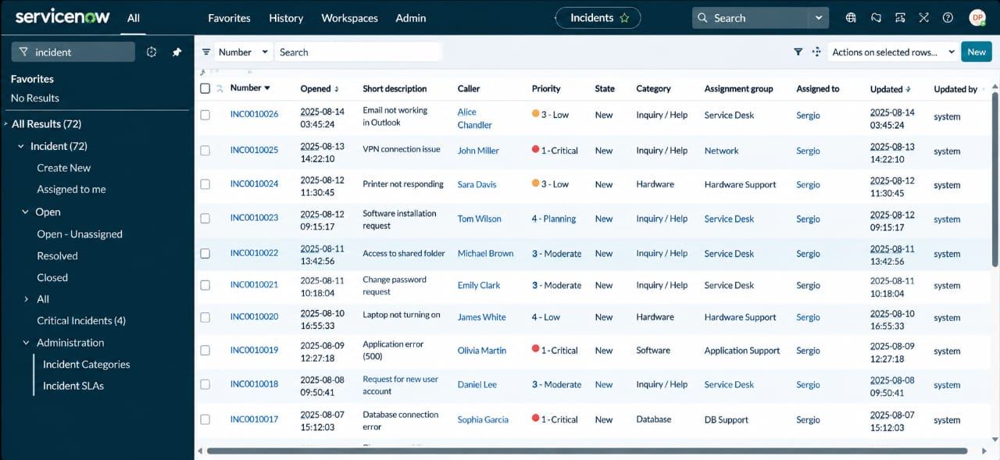 servicenow All Favorites History Workspaces Admin Incidents Search DP
incident
Favorites
No Results
All Results (72)
Incident (72)
Create New
Assigned to me
Open
Open - Unassigned
Resolved
Closed
All
Critical Incidents (4)
Administration
Incident Categories
Incident SLAs
Number Search Actions on selected rows... New
Number Opened Short description Caller Priority State Category Assignment group Assigned to Updated Updated by
INC0010026 2025-08-14 03:45:24 Email not working in Outlook Alice Chandler 3 - Low New Inquiry / Help Service Desk Sergio 2025-08-14 03:45:24 system
INC0010025 2025-08-13 14:22:10 VPN connection issue John Miller 1-Critical New Inquiry / Help Network Sergio 2025-08-13 14:22:10 system
INC0010024 2025-08-12 11:30:45 Printer not responding Sara Davis 3 - Low New Hardware Hardware Support Sergio 2025-08-12 11:30:45 system
INC0010023 2025-08-12 09:15:17 Software installation request Tom Wilson 4 - Planning New Inquiry / Help Service Desk Sergio 2025-08-12 09:15:17 system
INC0010022 2025-08-11 13:42:56 Access to shared folder Michael Brown 3 - Moderate New Inquiry / Help Service Desk Sergio 2025-08-11 13:42:56 system
INC0010021 2025-08-11 10:18:04 Change password request Emily Clark 3 - Moderate New Inquiry / Help Service Desk Sergio 2025-08-11 10:18:04 system
INC0010020 2025-08-10 16:55:33 Laptop not turning on James White 4 - Low New Hardware Hardware Support Sergio 2025-08-10 16:55:33 system
INC0010019 2025-08-09 12:27:18 Application error (500) Olivia Martin 1-Critical New Software Application Support Sergio 2025-08-09 12:27:18 system
INC0010018 2025-08-08 09:50:41 Request for new user account Daniel Lee 3 - Moderate New Inquiry / Help Service Desk Sergio 2025-08-08 09:50:41 system
INC0010017 2025-08-07 15:12:03 Database connection error Sophia Garcia 1-Critical New Database DB Support Sergio 2025-08-07 15:12:03 system